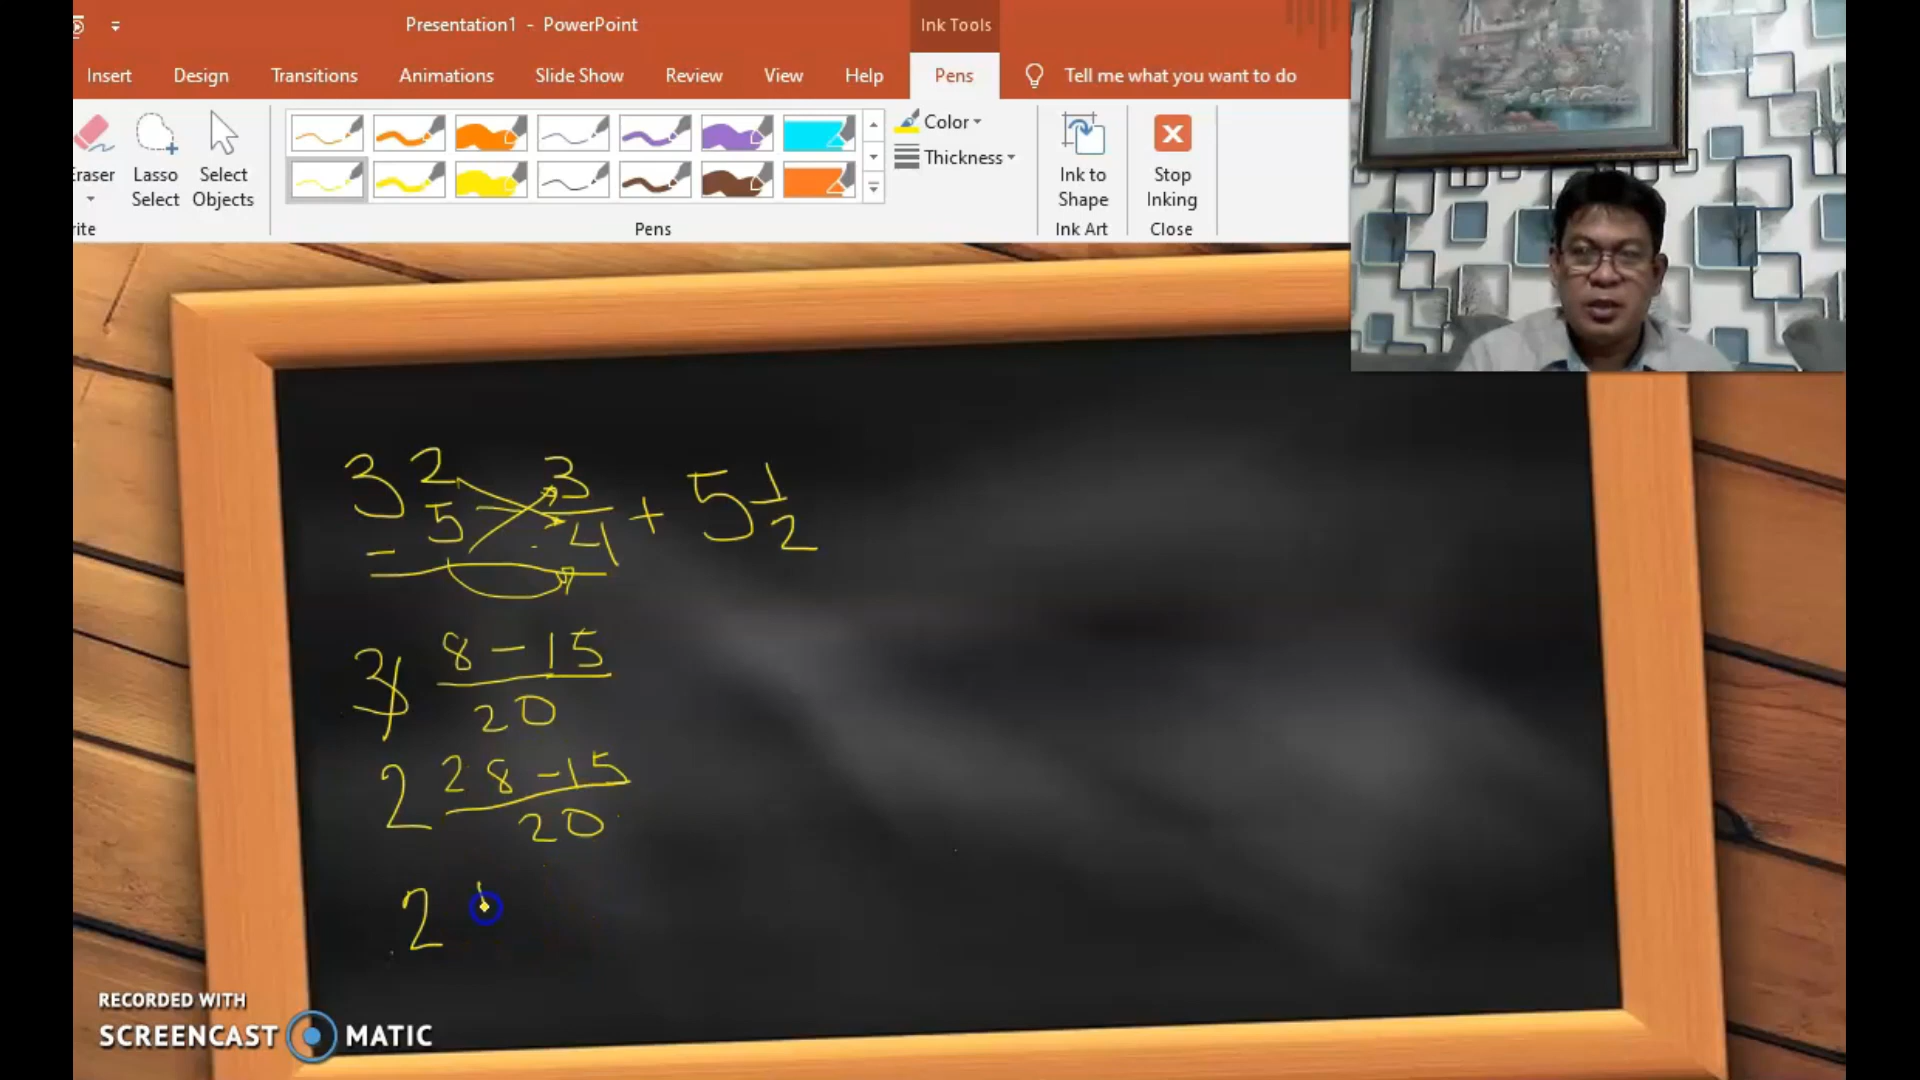 Presentation1 - PowerPoint
Ink Tools
Insert Design Transitions Animations Slide Show Review View Help Pens Tell me what you want to do
Eraser
Lasso Select
Select Objects
Color
Thickness
Ink to Shape
Stop Inking
rite
Pens
Ink Art
Close
3 2/5 - 3/4 + 5 1/2
3 8 - 15 / 20
2 28 - 15 / 20
2
RECORDED WITH
SCREENCAST MATIC